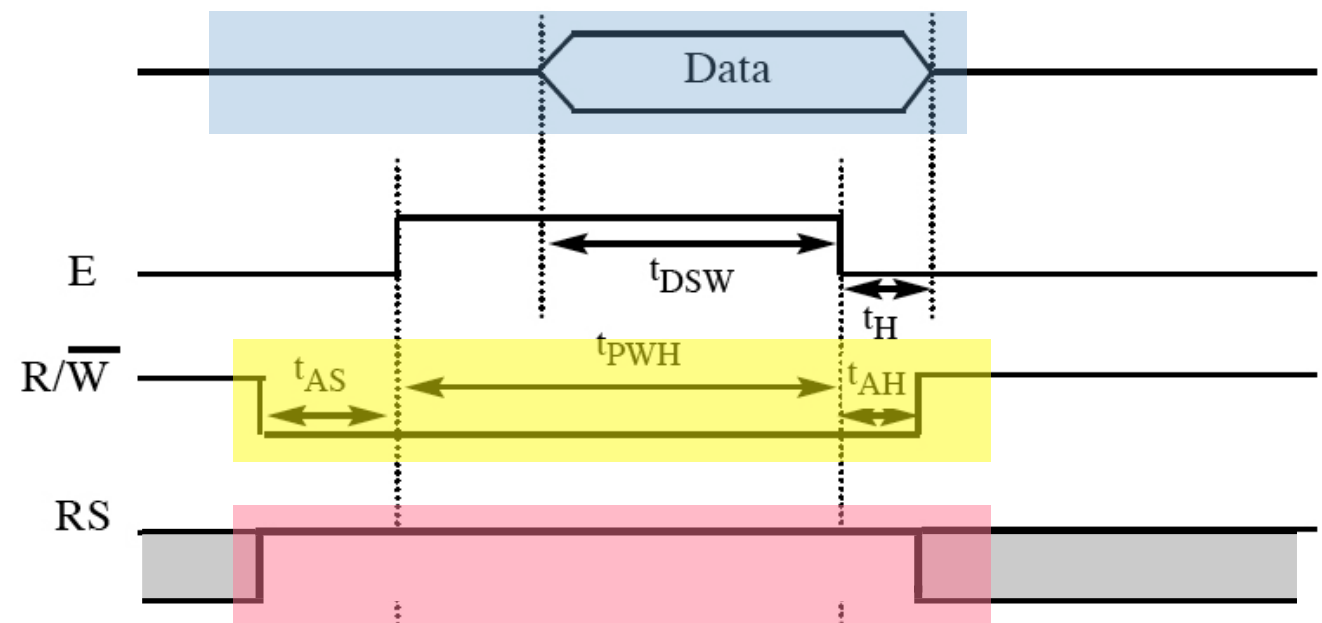 Data
E
tDSW
tH
R/W̅
tAS
tPWH
tAH
RS